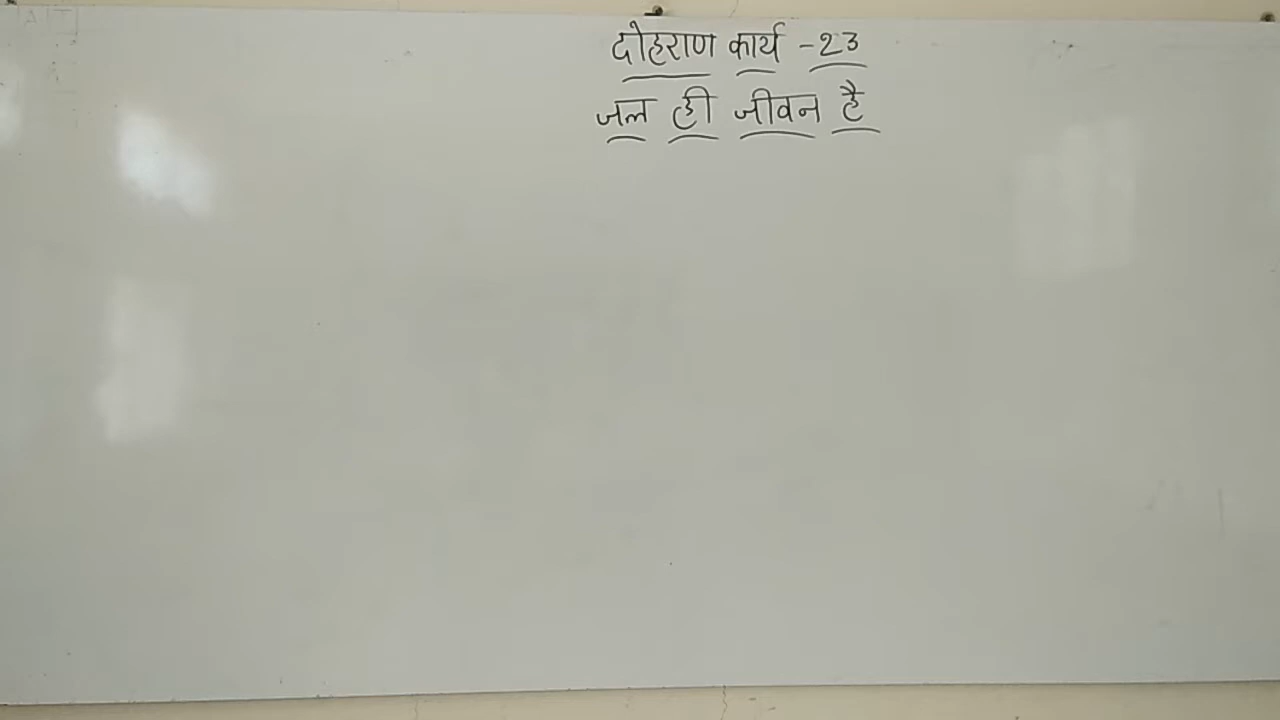 दोहराण कार्य -23
जल ही जीवन है